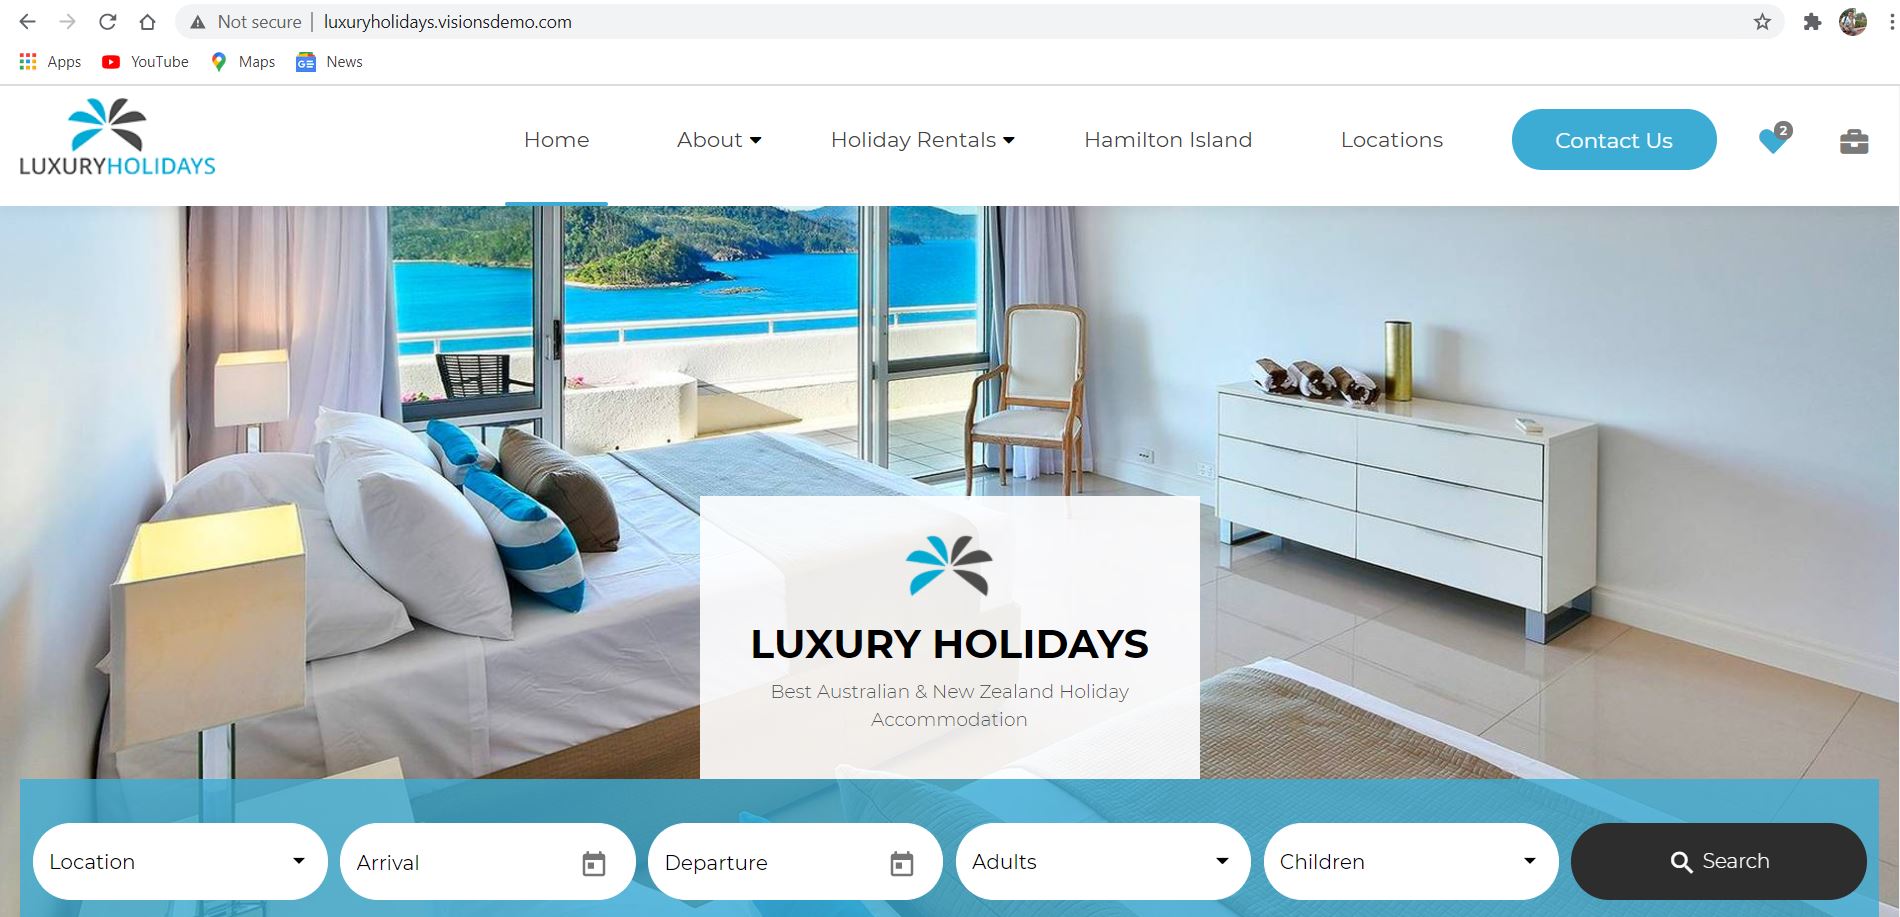 Not secure | luxuryholidays.visionsdemo.com
Apps YouTube Maps News
LUXURYHOLIDAYS
Home About Holiday Rentals Hamilton Island Locations Contact Us 2
LUXURY HOLIDAYS
Best Australian & New Zealand Holiday
Accommodation
Location Arrival Departure Adults Children Search